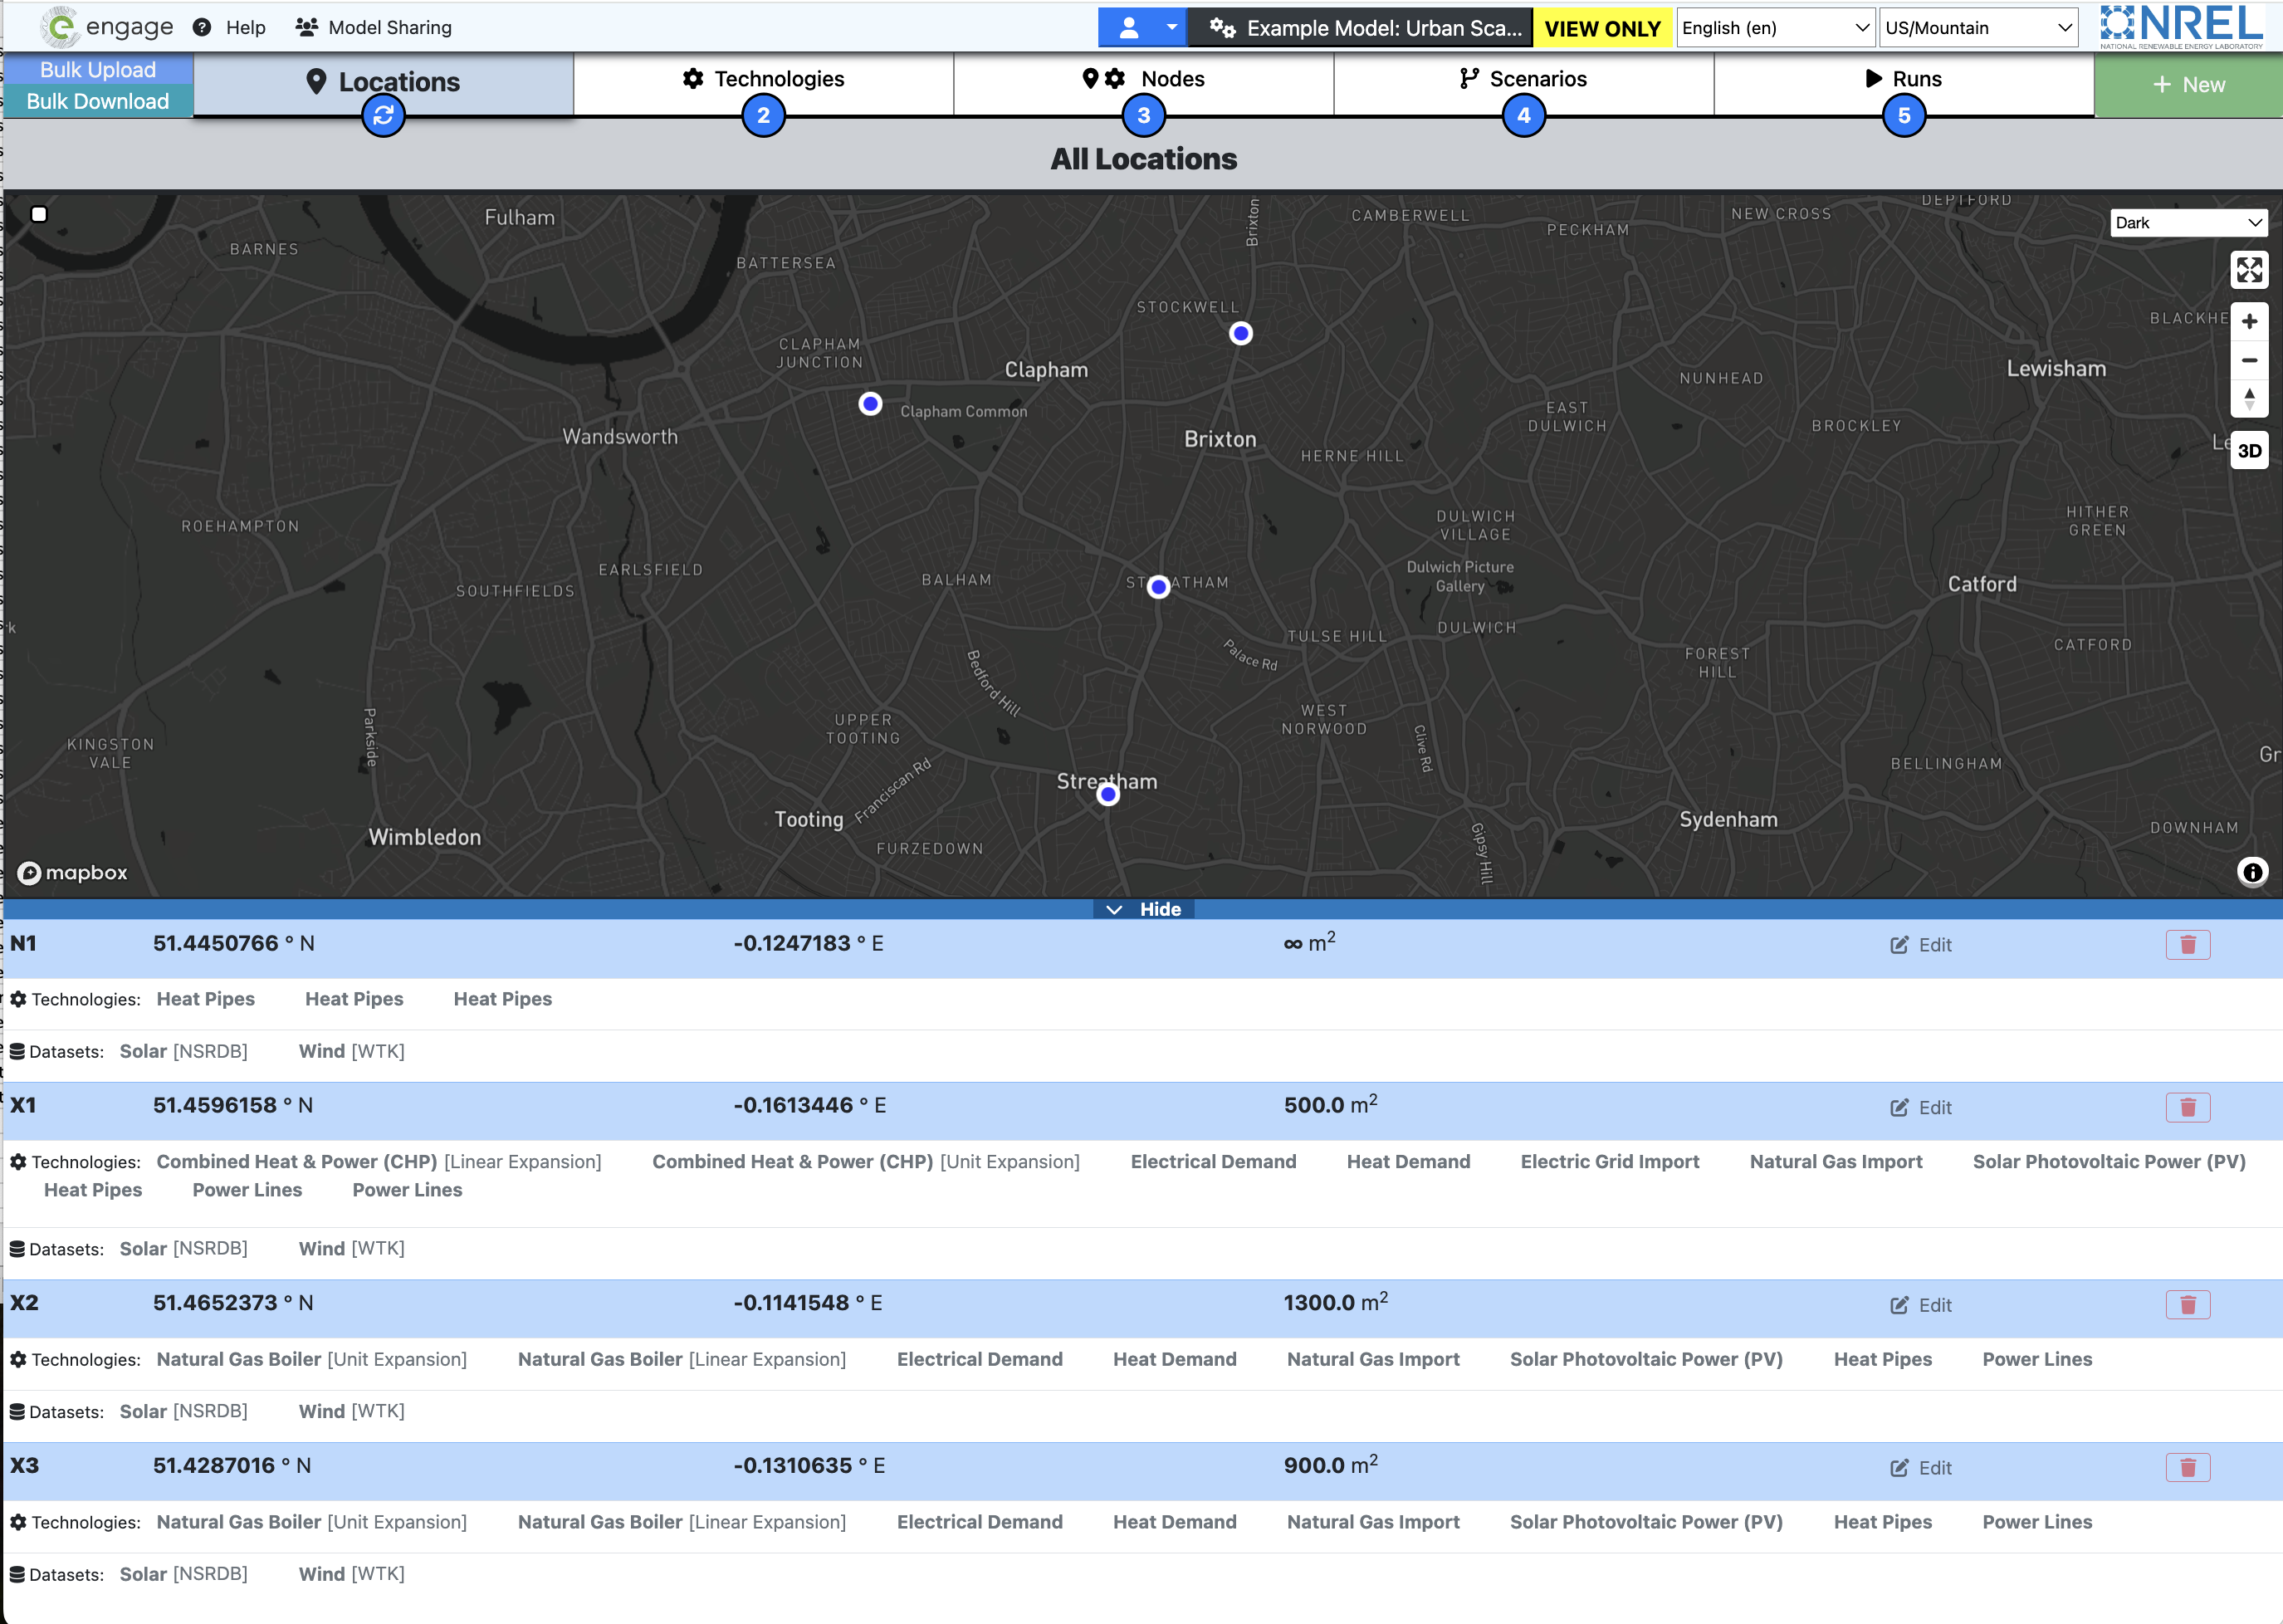 engage Help Model Sharing Example Model: Urban Sca... VIEW ONLY English (en) US/Mountain NREL
NATIONAL RENEWABLE ENERGY LABORATORY
Bulk Upload
Bulk Download
Locations Technologies Nodes Scenarios Runs + New
2 3 4 5
All Locations
Fulham
BARNES
BATTERSEA
Brixton
CAMBERWELL
PECKHAM
NEW CROSS
DEPTFORD
Dark
STOCKWELL
CLAPHAM
JUNCTION
Clapham
Clapham Common
Wandsworth
Brixton
HERNE HILL
EAST
DULWICH
NUNHEAD
BROCKLEY
Lewisham
BLACKHE
Le
3D
ROEHAMPTON
SOUTHFIELDS
EARLSFIELD
BALHAM
DULWICH
VILLAGE
Dulwich Picture
Gallery
DULWICH
TULSE HILL
Palace Rd
HITHER
GREEN
Catford
CATFORD
FOREST
HILL
k
KINGSTON
VALE
Parkside
UPPER
TOOTING
Bedford Hill
Franciscan Rd
WEST
NORWOOD
Clive Rd
BELLINGHAM
Gr
Streatham
Tooting
FURZEDOWN
Wimbledon
Gipsy Hill
Sydenham
DOWNHAM
mapbox
Hide
N1 51.4450766 ° N -0.1247183 ° E ∞ m² Edit
Technologies: Heat Pipes Heat Pipes Heat Pipes
Datasets: Solar [NSRDB] Wind [WTK]
X1 51.4596158 ° N -0.1613446 ° E 500.0 m² Edit
Technologies: Combined Heat & Power (CHP) [Linear Expansion] Combined Heat & Power (CHP) [Unit Expansion] Electrical Demand Heat Demand Electric Grid Import Natural Gas Import Solar Photovoltaic Power (PV)
Heat Pipes Power Lines Power Lines
Datasets: Solar [NSRDB] Wind [WTK]
X2 51.4652373 ° N -0.1141548 ° E 1300.0 m² Edit
Technologies: Natural Gas Boiler [Unit Expansion] Natural Gas Boiler [Linear Expansion] Electrical Demand Heat Demand Natural Gas Import Solar Photovoltaic Power (PV) Heat Pipes Power Lines
Datasets: Solar [NSRDB] Wind [WTK]
X3 51.4287016 ° N -0.1310635 ° E 900.0 m² Edit
Technologies: Natural Gas Boiler [Unit Expansion] Natural Gas Boiler [Linear Expansion] Electrical Demand Heat Demand Natural Gas Import Solar Photovoltaic Power (PV) Heat Pipes Power Lines
Datasets: Solar [NSRDB] Wind [WTK]